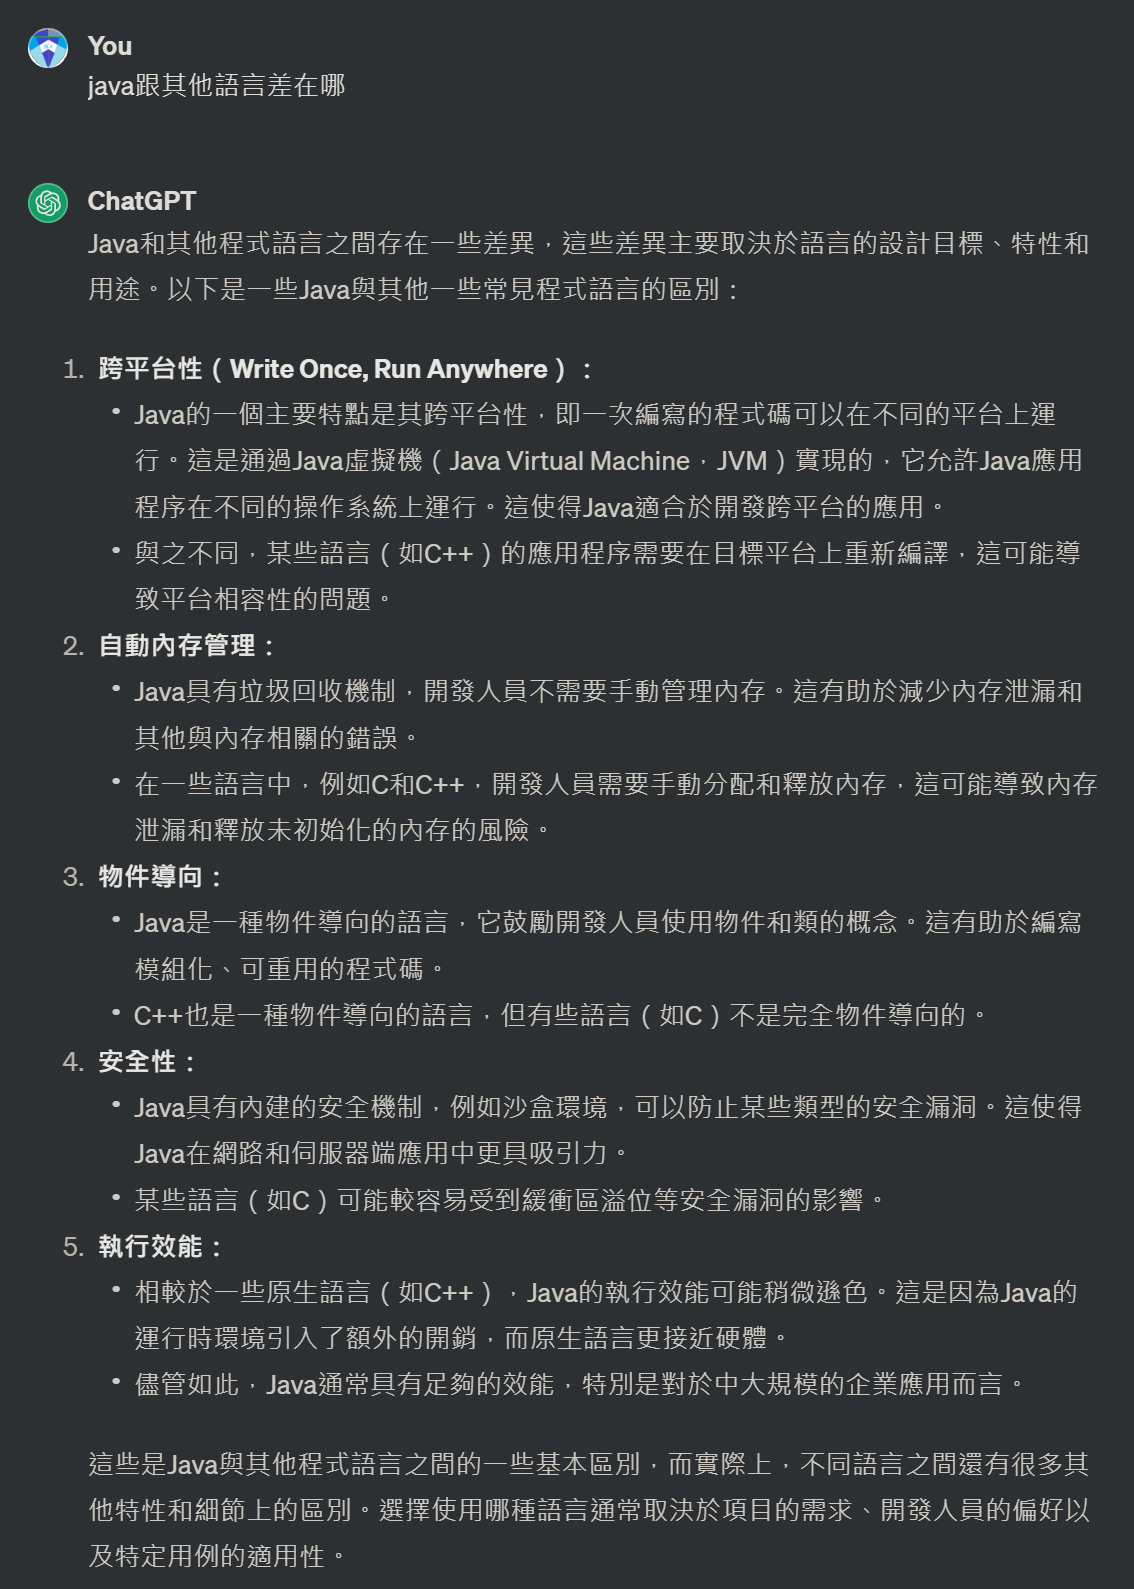 You
java跟其他語言差在哪
ChatGPT
Java和其他程式語言之間存在一些差異，這些差異主要取決於語言的設計目標、特性和
用途。以下是一些Java與其他一些常見程式語言的區別：
1. 跨平台性（Write Once, Run Anywhere）：
• Java的一個主要特點是其跨平台性，即一次編寫的程式碼可以在不同的平台上運
行。這是通過Java虛擬機（Java Virtual Machine，JVM）實現的，它允許Java應用
程序在不同的操作系統上運行。這使得Java適合於開發跨平台的應用。
• 與之不同，某些語言（如C++）的應用程序需要在目標平台上重新編譯，這可能導
致平台相容性的問題。
2. 自動內存管理：
• Java具有垃圾回收機制，開發人員不需要手動管理內存。這有助於減少內存泄漏和
其他與內存相關的錯誤。
• 在一些語言中，例如C和C++，開發人員需要手動分配和釋放內存，這可能導致內存
泄漏和釋放未初始化的內存的風險。
3. 物件導向：
• Java是一種物件導向的語言，它鼓勵開發人員使用物件和類的概念。這有助於編寫
模組化、可重用的程式碼。
• C++也是一種物件導向的語言，但有些語言（如C）不是完全物件導向的。
4. 安全性：
• Java具有內建的安全機制，例如沙盒環境，可以防止某些類型的安全漏洞。這使得
Java在網路和伺服器端應用中更具吸引力。
• 某些語言（如C）可能較容易受到緩衝區溢位等安全漏洞的影響。
5. 執行效能：
• 相較於一些原生語言（如C++），Java的執行效能可能稍微遜色。這是因為Java的
運行時環境引入了額外的開銷，而原生語言更接近硬體。
• 儘管如此，Java通常具有足夠的效能，特別是對於中大規模的企業應用而言。
這些是Java與其他程式語言之間的一些基本區別，而實際上，不同語言之間還有很多其
他特性和細節上的區別。選擇使用哪種語言通常取決於項目的需求、開發人員的偏好以
及特定用例的適用性。